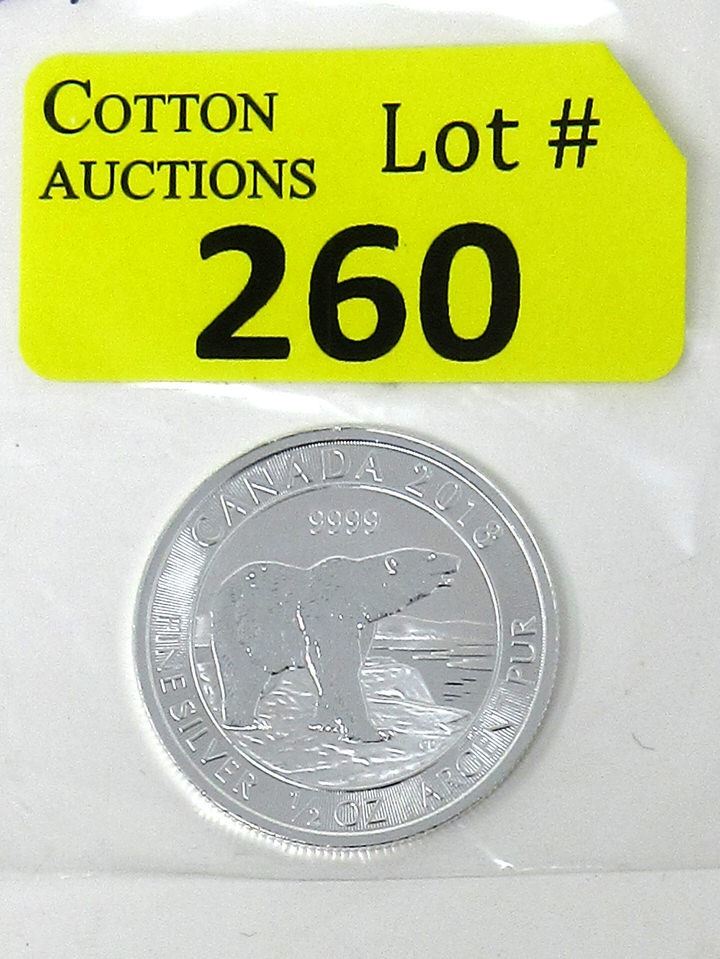 COTTON
AUCTIONS
Lot #
260
CANADA 2018
9999
FINE SILVER 1/2 OZ ARGENT PUR